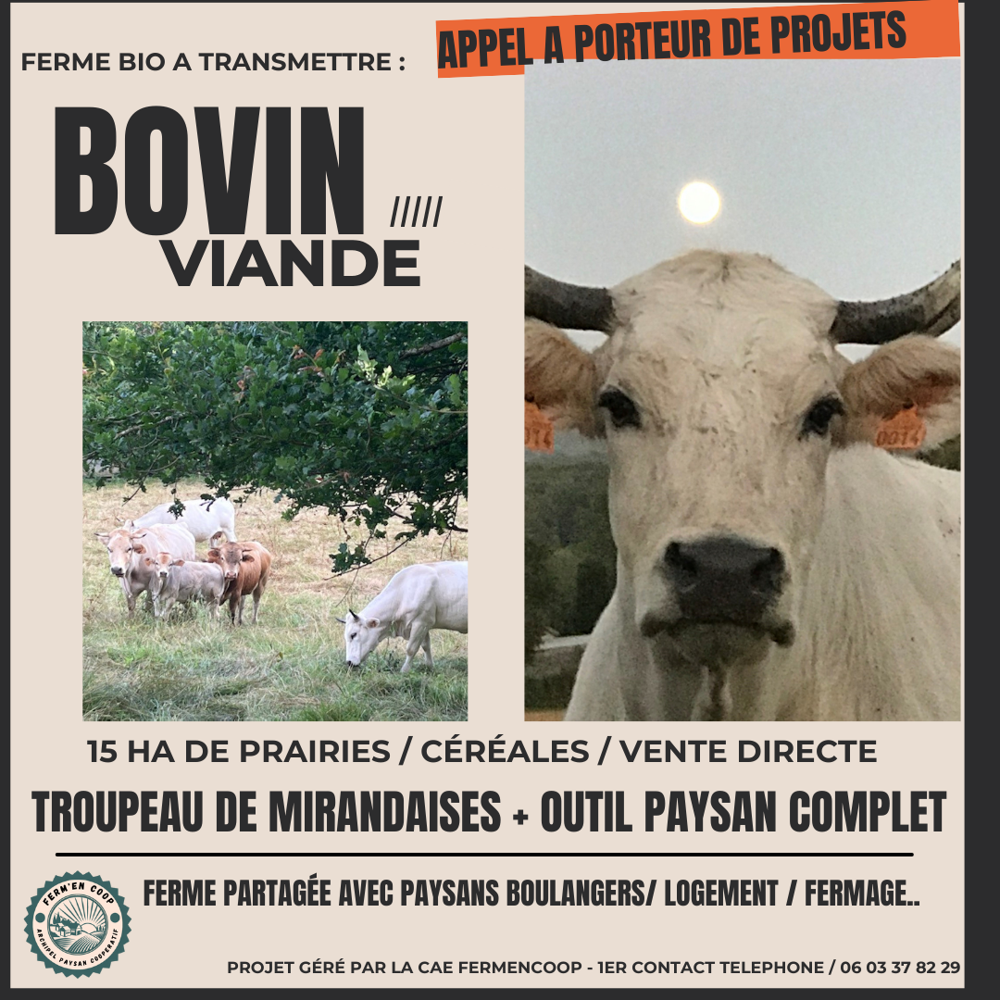 APPEL A PORTEUR DE PROJETS
FERME BIO A TRANSMETTRE :
BOVIN /////
VIANDE
0014
15 HA DE PRAIRIES / CÉRÉALES / VENTE DIRECTE
TROUPEAU DE MIRANDAISES + OUTIL PAYSAN COMPLET
FERME PARTAGÉE AVEC PAYSANS BOULANGERS/ LOGEMENT / FERMAGE..
FERM'EN COOP
ARCHIPEL PAYSAN COOPERATIF
PROJET GÉRÉ PAR LA CAE FERMENCOOP - 1ER CONTACT TELEPHONE / 06 03 37 82 29